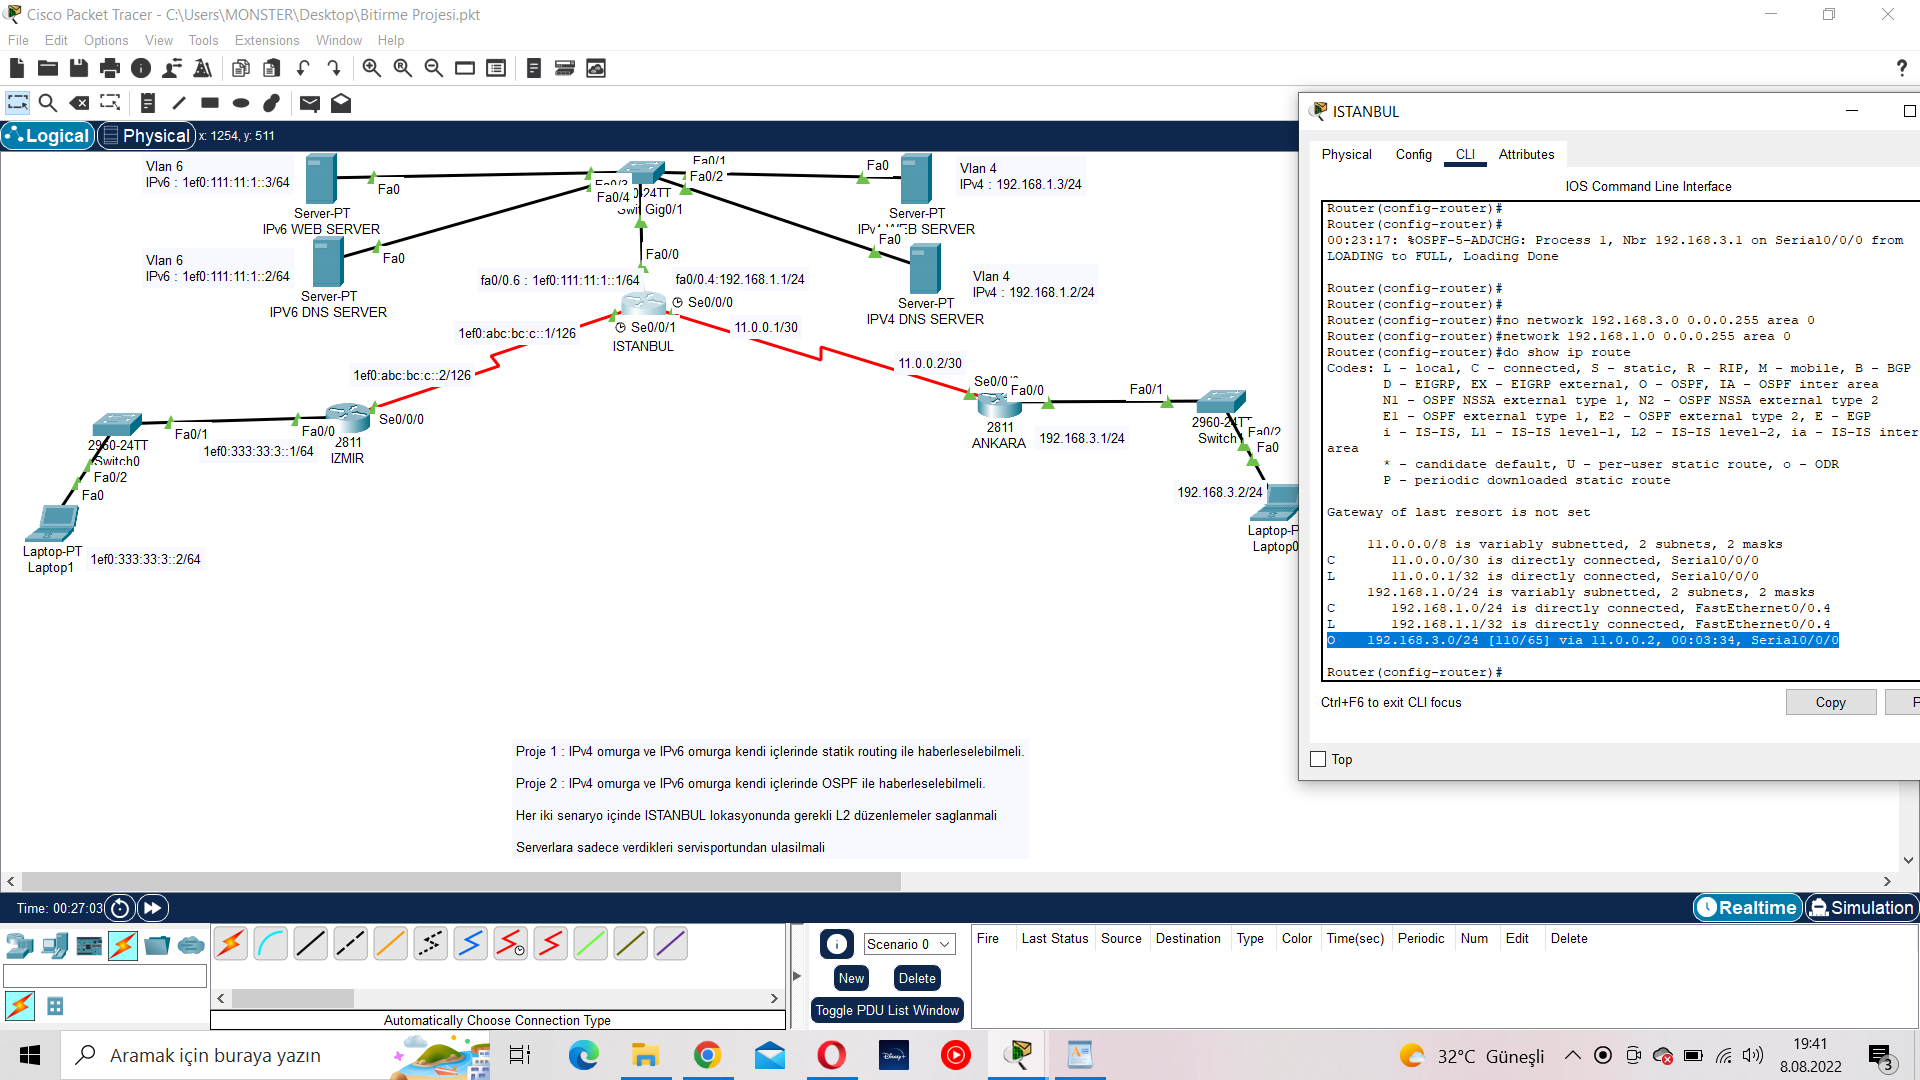 Cisco Packet Tracer - C:\Users\MONSTER\Desktop\Bitirme Projesi.pkt
File Edit Options View Tools Extensions Window Help
Logical
Physical
x: 1254, y: 511
Vlan 6
IPv6 : 1ef0:111:11:1::3/64
Fa0
Server-PT
IPv6 WEB SERVER
Vlan 6
IPv6 : 1ef0:111:11:1::2/64
Fa0
Server-PT
IPV6 DNS SERVER
Fa0/1
Fa0/2
Fa0/4
Gig0/1
Fa0
Vlan 4
IPv4 : 192.168.1.3/24
Server-PT
WEB SERVER
Fa0
Vlan 4
IPv4 : 192.168.1.2/24
Server-PT
IPV4 DNS SERVER
Fa0/0
fa0/0.6 : 1ef0:111:11:1::1/64
fa0/0.4:192.168.1.1/24
Se0/0/0
Se0/0/1
ISTANBUL
1ef0:abc:bc:c::1/126
11.0.0.1/30
1ef0:abc:bc:c::2/126
11.0.0.2/30
Se0/0/0
Fa0/0
2811
IZMIR
Fa0/1
2960-24TT
Switch0
1ef0:333:33:3::1/64
Fa0/2
Fa0
Laptop-PT
Laptop1
1ef0:333:33:3::2/64
Fa0/0
2811
ANKARA
192.168.3.1/24
Fa0/1
Fa0/2
Fa0
192.168.3.2/24
Laptop0
Proje 1 : IPv4 omurga ve IPv6 omurga kendi içlerinde statik routing ile haberleselebilmeli.
Proje 2 : IPv4 omurga ve IPv6 omurga kendi içlerinde OSPF ile haberleselebilmeli.
Her iki senaryo içinde ISTANBUL lokasyonunda gerekli L2 düzenlemeler saglanmali
Serverlara sadece verdikleri servisportundan ulasilmali
ISTANBUL
Physical Config CLI Attributes
IOS Command Line Interface
Router(config-router)#
Router(config-router)#
00:23:17: %OSPF-5-ADJCHG: Process 1, Nbr 192.168.3.1 on Serial0/0/0 from
LOADING to FULL, Loading Done
Router(config-router)#
Router(config-router)#
Router(config-router)#no network 192.168.3.0 0.0.0.255 area 0
Router(config-router)#network 192.168.1.0 0.0.0.255 area 0
Router(config-router)#do show ip route
Codes: L - local, C - connected, S - static, R - RIP, M - mobile, B - BGP
D - EIGRP, EX - EIGRP external, O - OSPF, IA - OSPF inter area
N1 - OSPF NSSA external type 1, N2 - OSPF NSSA external type 2
E1 - OSPF external type 1, E2 - OSPF external type 2, E - EGP
i - IS-IS, L1 - IS-IS level-1, L2 - IS-IS level-2, ia - IS-IS inter
area
* - candidate default, U - per-user static route, o - ODR
P - periodic downloaded static route
Gateway of last resort is not set
11.0.0.0/8 is variably subnetted, 2 subnets, 2 masks
C 11.0.0.0/30 is directly connected, Serial0/0/0
L 11.0.0.1/32 is directly connected, Serial0/0/0
192.168.1.0/24 is variably subnetted, 2 subnets, 2 masks
C 192.168.1.0/24 is directly connected, FastEthernet0/0.4
L 192.168.1.1/32 is directly connected, FastEthernet0/0.4
O 192.168.3.0/24 [110/65] via 11.0.0.2, 00:03:34, Serial0/0/0
Router(config-router)#
Ctrl+F6 to exit CLI focus
Copy
Top
Time: 00:27:03
Realtime
Simulation
Scenario 0
New
Delete
Toggle PDU List Window
Fire Last Status Source Destination Type Color Time(sec) Periodic Num Edit Delete
Automatically Choose Connection Type
Aramak için buraya yazın
32°C Güneşli
19:41
8.08.2022
3